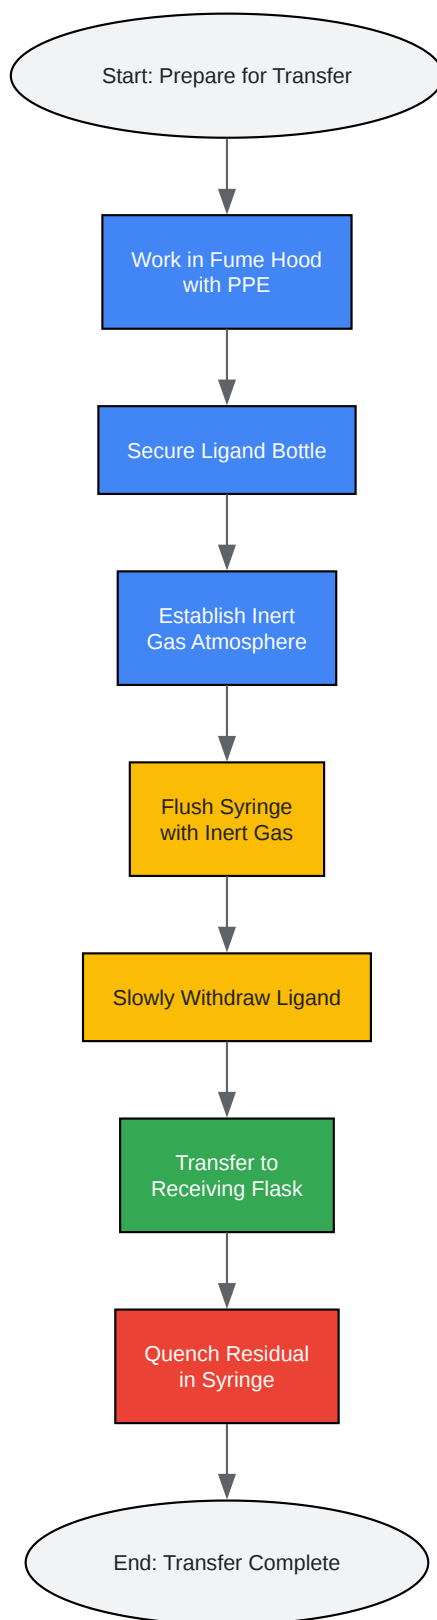 Start: Prepare for Transfer
Work in Fume Hood
with PPE
Secure Ligand Bottle
Establish Inert
Gas Atmosphere
Flush Syringe
with Inert Gas
Slowly Withdraw Ligand
Transfer to
Receiving Flask
Quench Residual
in Syringe
End: Transfer Complete